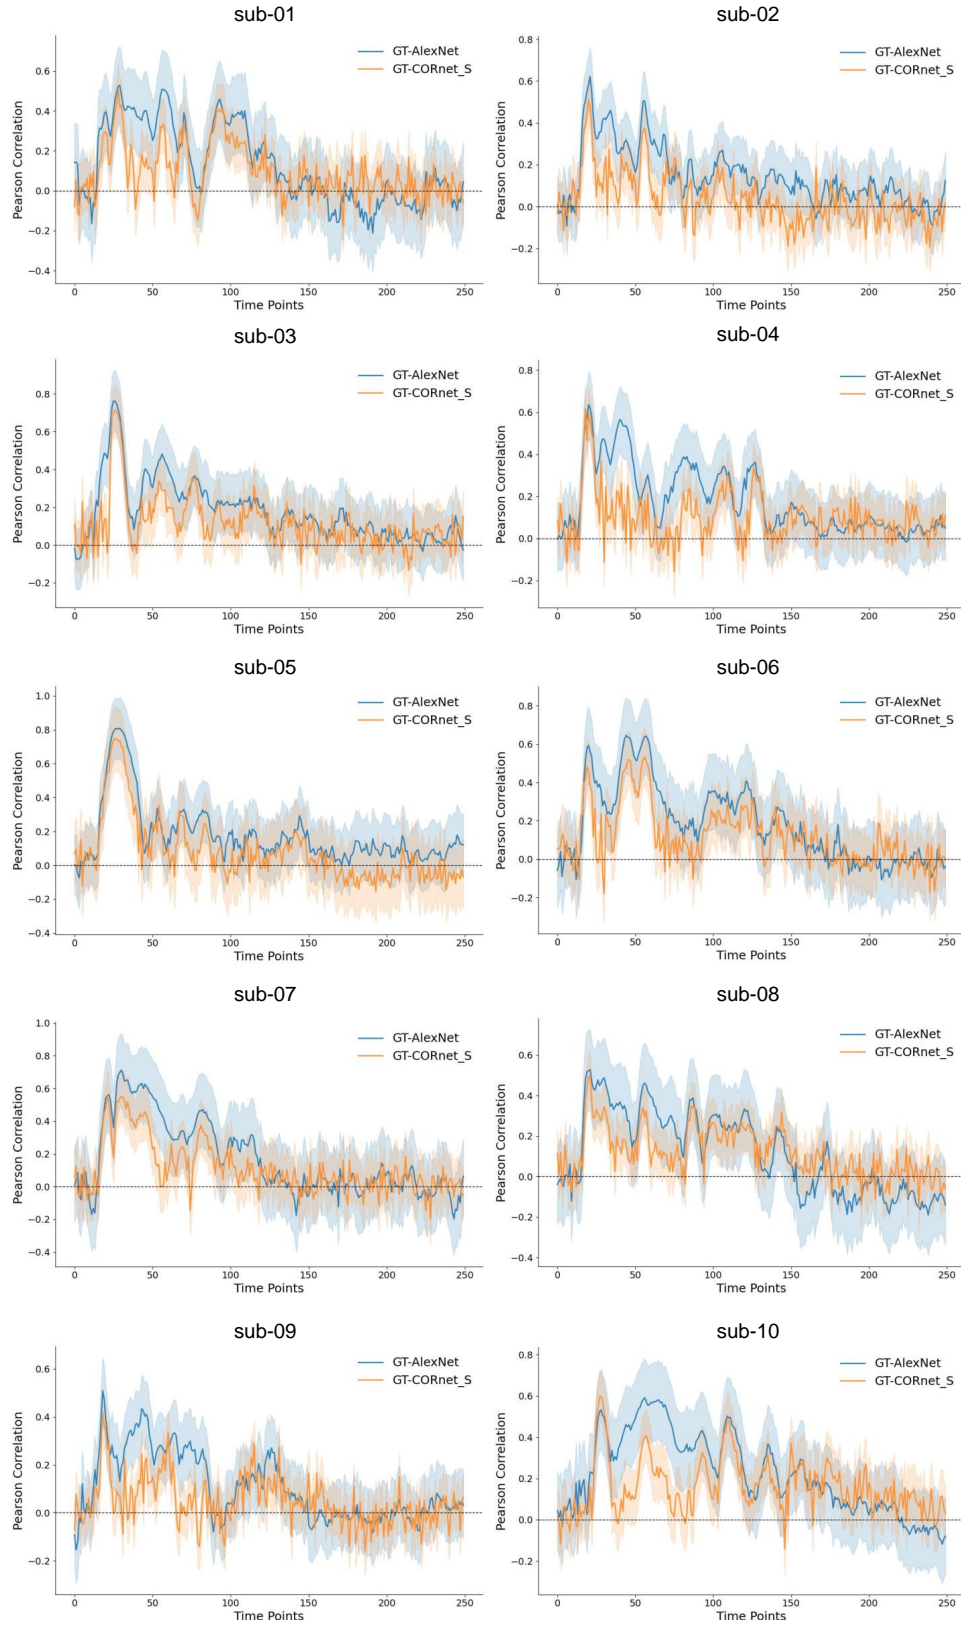 sub-01
Pearson Correlation
0.6
0.4
0.2
0.0
−0.2
−0.4
GT-AlexNet
GT-CORnet_S
0 50 100 150 200 250
Time Points
sub-02
Pearson Correlation
0.8
0.6
0.4
0.2
0.0
−0.2
GT-AlexNet
GT-CORnet_S
0 50 100 150 200 250
Time Points
sub-03
Pearson Correlation
0.8
0.6
0.4
0.2
0.0
−0.2
GT-AlexNet
GT-CORnet_S
0 50 100 150 200 250
Time Points
sub-04
Pearson Correlation
0.8
0.6
0.4
0.2
0.0
−0.2
GT-AlexNet
GT-CORnet_S
0 50 100 150 200 250
Time Points
sub-05
Pearson Correlation
1.0
0.8
0.6
0.4
0.2
0.0
−0.2
−0.4
GT-AlexNet
GT-CORnet_S
0 50 100 150 200 250
Time Points
sub-06
Pearson Correlation
0.8
0.6
0.4
0.2
0.0
−0.2
GT-AlexNet
GT-CORnet_S
0 50 100 150 200 250
Time Points
sub-07
Pearson Correlation
1.0
0.8
0.6
0.4
0.2
0.0
−0.2
−0.4
GT-AlexNet
GT-CORnet_S
0 50 100 150 200 250
Time Points
sub-08
Pearson Correlation
0.6
0.4
0.2
0.0
−0.2
−0.4
GT-AlexNet
GT-CORnet_S
0 50 100 150 200 250
Time Points
sub-09
Pearson Correlation
0.6
0.4
0.2
0.0
−0.2
GT-AlexNet
GT-CORnet_S
0 50 100 150 200 250
Time Points
sub-10
Pearson Correlation
0.8
0.6
0.4
0.2
0.0
−0.2
GT-AlexNet
GT-CORnet_S
0 50 100 150 200 250
Time Points